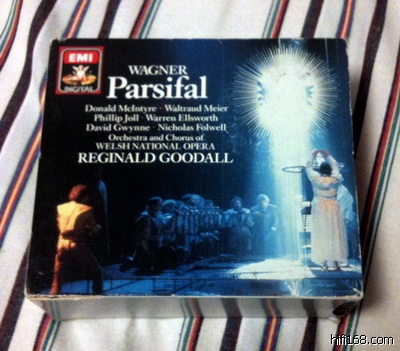 EMI
DIGITAL
WAGNER
Parsifal
Donald McIntyre · Waltraud Meier
Phillip Joll · Warren Ellsworth
David Gwynne · Nicholas Folwell
Orchestra and Chorus of
WELSH NATIONAL OPERA
REGINALD GOODALL
hifi168.com